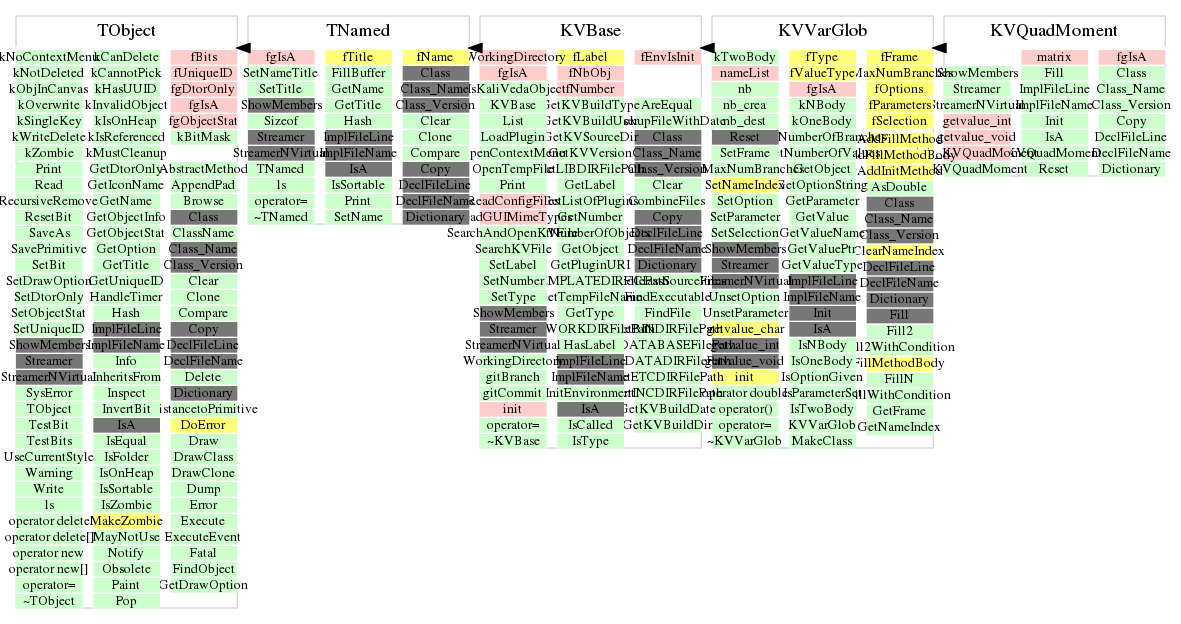 TObject
kNoContextMenu
kNotDeleted
kObjInCanvas
kOverwrite
kSingleKey
kWriteDelete
kZombie
Print
Read
RecursiveRemove
ResetBit
SaveAs
SavePrimitive
SetBit
SetDrawOption
SetDtorOnly
SetObjectStat
SetUniqueID
ShowMembers
Streamer
StreamerNVirtual
SysError
TObject
TestBit
TestBits
UseCurrentStyle
Warning
Write
ls
operator delete
operator delete[]
operator new
operator new[]
operator=
~TObject
kCanDelete
kCannotPick
kHasUUID
kInvalidObject
kIsOnHeap
kIsReferenced
kMustCleanup
GetDtorOnly
GetIconName
GetName
GetObjectInfo
GetObjectStat
GetOption
GetTitle
GetUniqueID
HandleTimer
Hash
ImplFileLine
ImplFileName
Info
InheritsFrom
Inspect
InvertBit
IsA
IsEqual
IsFolder
IsOnHeap
IsSortable
IsZombie
MakeZombie
MayNotUse
Notify
Obsolete
Paint
Pop
fBits
fUniqueID
fgDtorOnly
fgIsA
fgObjectStat
kBitMask
AbstractMethod
AppendPad
Browse
Class
ClassName
Class_Name
Class_Version
Clear
Clone
Compare
Copy
DeclFileLine
DeclFileName
Delete
Dictionary
DistancetoPrimitive
DoError
Draw
DrawClass
DrawClone
Dump
Error
Execute
ExecuteEvent
Fatal
FindObject
GetDrawOption
TNamed
fgIsA
SetNameTitle
SetTitle
ShowMembers
Sizeof
Streamer
StreamerNVirtual
TNamed
ls
operator=
~TNamed
fTitle
FillBuffer
GetName
GetTitle
Hash
ImplFileLine
ImplFileName
IsA
IsSortable
Print
SetName
fName
Class
Class_Name
Class_Version
Clear
Clone
Compare
Copy
DeclFileLine
DeclFileName
Dictionary
KVBase
WorkingDirectory
fgIsA
IsKaliVedaObject
KVBase
List
LoadPlugin
OpenContextMenu
OpenTempFile
Print
ReadConfigFiles
ReadGUIMimeTypes
SearchAndOpenKVFile
SearchKVFile
SetLabel
SetNumber
SetType
ShowMembers
Streamer
StreamerNVirtual
WorkingDirectory
gitBranch
gitCommit
init
operator=
~KVBase
fLabel
fNbObj
fNumber
GetKVBuildType
GetKVBuildUser
GetKVSourceDir
GetKVVersion
GetLIBDIRFilePath
GetLabel
GetListOfPlugins
GetNumber
GetNumberOfObjects
GetObject
GetPluginURI
GetTempFileName
GetType
HasLabel
ImplFileLine
ImplFileName
InitEnvironment
IsA
IsCalled
IsType
fEnvIsInit
AreEqual
BackupFileWithDate
Class
Class_Name
Class_Version
Clear
CombineFiles
Copy
DeclFileLine
DeclFileName
Dictionary
FindExecutable
FindFile
GetKVBuildDate
GetKVBuildDir
KVVarGlob
kTwoBody
nameList
nb
nb_crea
nb_dest
Reset
SetFrame
SetMaxNumBranches
SetNameIndex
SetOption
SetParameter
SetSelection
ShowMembers
Streamer
StreamerNVirtual
UnsetOption
UnsetParameter
getvalue_char
getvalue_int
getvalue_void
init
operator double
operator()
operator=
~KVVarGlob
fType
fValueType
fgIsA
kNBody
kOneBody
GetNumberOfBranches
GetNumberOfValues
GetObject
GetOptionString
GetParameter
GetValue
GetValueName
GetValuePtr
GetValueType
ImplFileLine
ImplFileName
Init
IsA
IsNBody
IsOneBody
IsOptionGiven
IsParameterSet
IsTwoBody
KVVarGlob
MakeClass
fFrame
fMaxNumBranches
fOptions
fParameters
fSelection
AddFillMethod
AddFillMethodBody
AddInitMethod
AsDouble
Class
Class_Name
Class_Version
ClearNameIndex
DeclFileLine
DeclFileName
Dictionary
Fill
Fill2
Fill2WithCondition
FillMethodBody
FillN
FillWithCondition
GetFrame
GetNameIndex
KVQuadMoment
ShowMembers
Streamer
StreamerNVirtual
getvalue_int
getvalue_void
~KVQuadMoment
matrix
Fill
ImplFileLine
ImplFileName
Init
IsA
KVQuadMoment
Reset
fgIsA
Class
Class_Name
Class_Version
Copy
DeclFileLine
DeclFileName
Dictionary